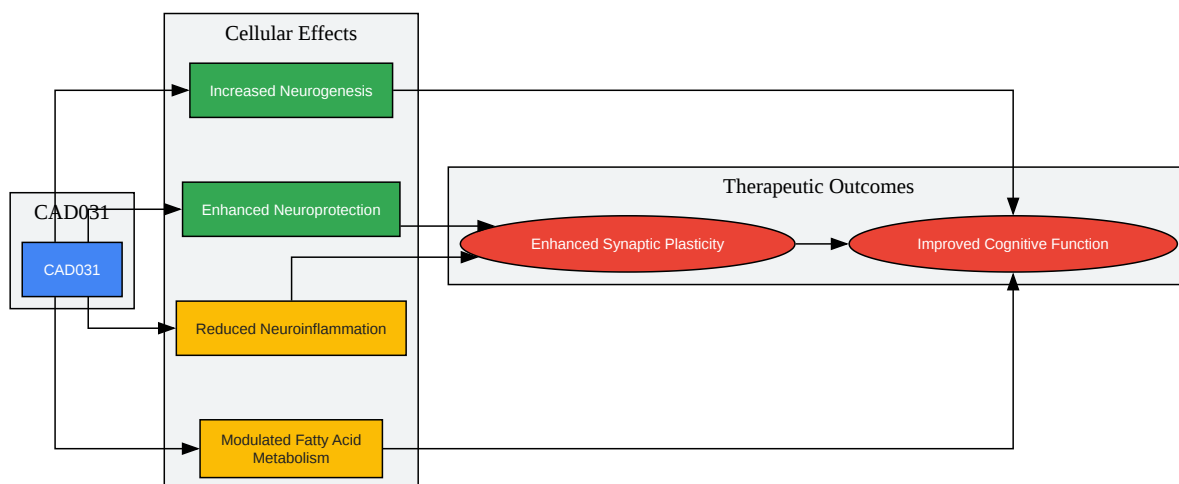 Cellular Effects
Increased Neurogenesis
Therapeutic Outcomes
CAD031
Enhanced Neuroprotection
Enhanced Synaptic Plasticity
Improved Cognitive Function
CAD031
Reduced Neuroinflammation
Modulated Fatty Acid
Metabolism